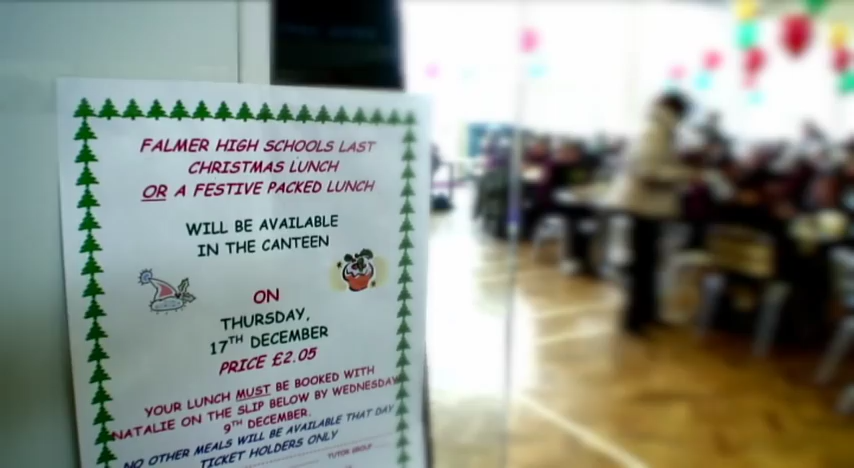 FALMER HIGH SCHOOLS LAST
CHRISTMAS LUNCH
OR A FESTIVE PACKED LUNCH
WILL BE AVAILABLE
IN THE CANTEEN
ON
THURSDAY,
17TH DECEMBER
PRICE £2.05
YOUR LUNCH MUST BE BOOKED WITH
NATALIE ON THE SLIP BELOW BY WEDNESDAY
9TH DECEMBER.
NO OTHER MEALS WILL BE AVAILABLE THAT DAY
TICKET HOLDERS ONLY
TUTOR GROUP